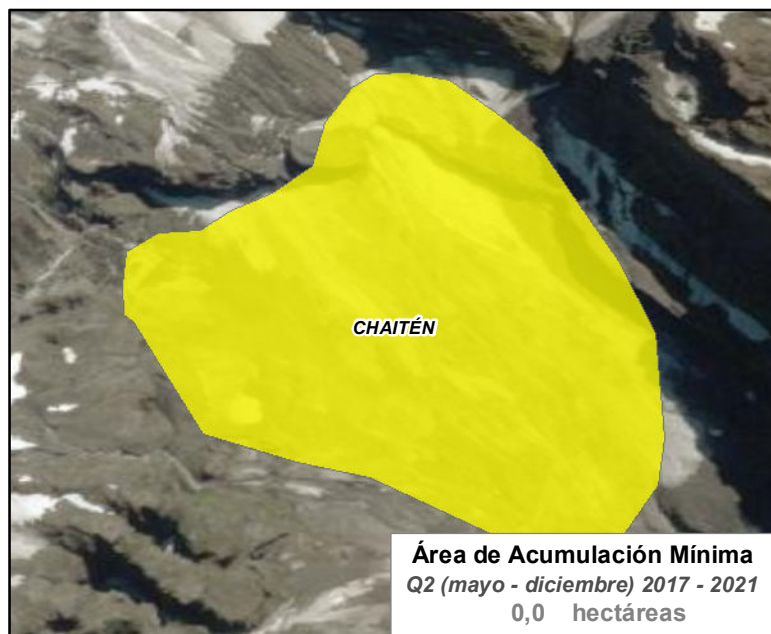 CHAITÉN
Área de Acumulación Mínima
Q2 (mayo - diciembre) 2017 - 2021
0,0 hectáreas